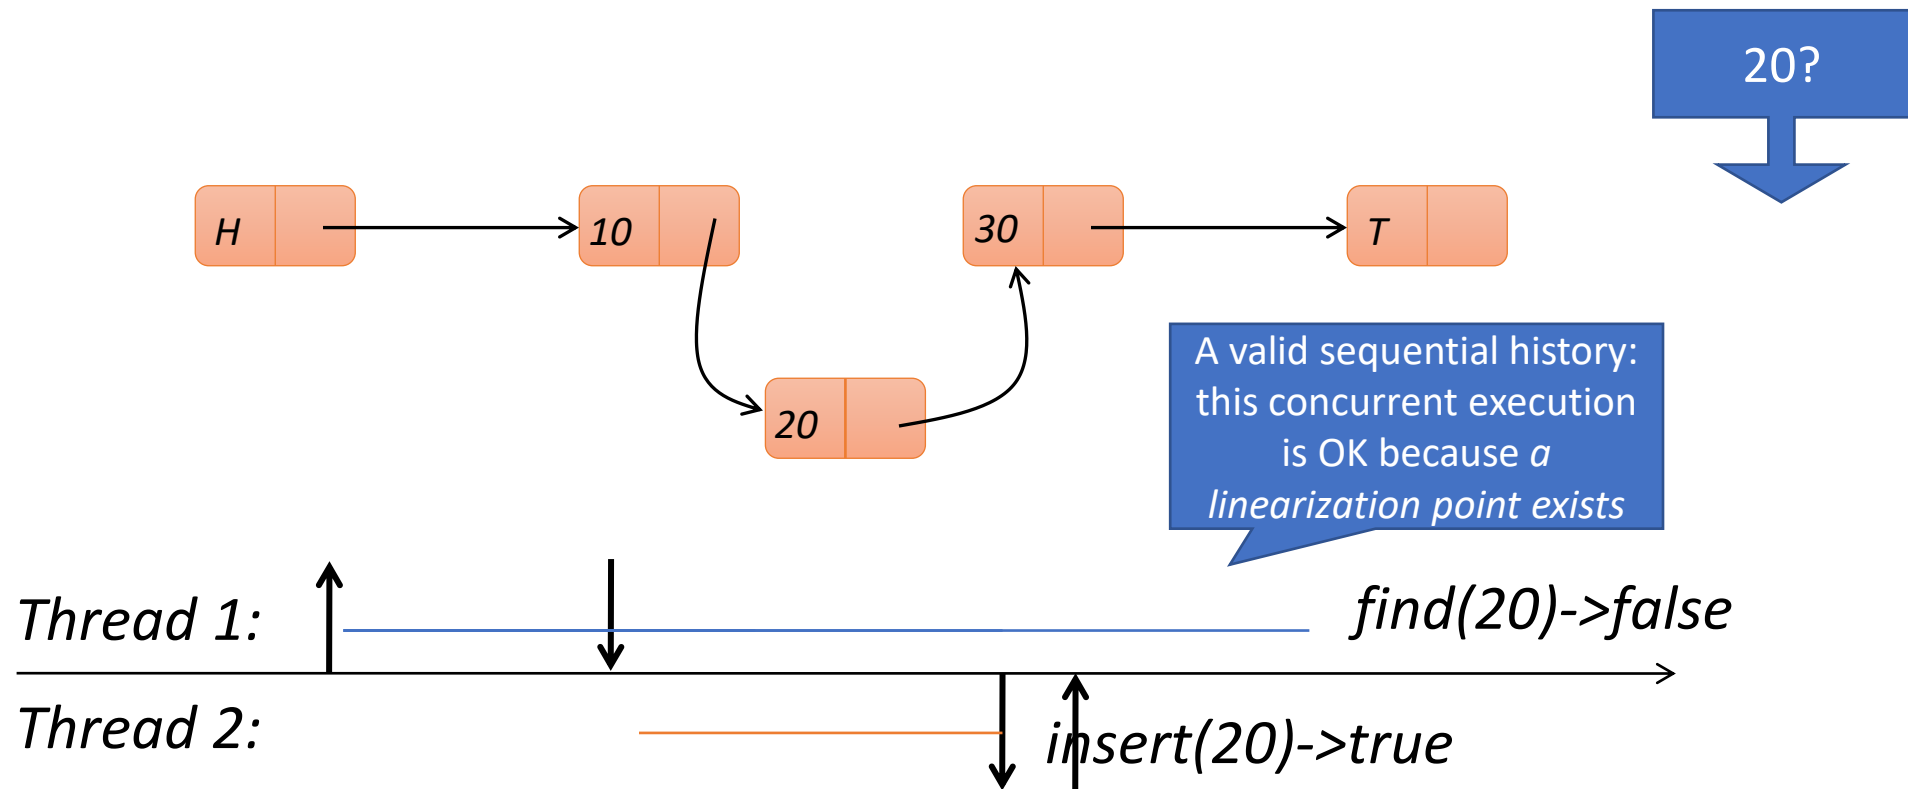 20?
H
10
30
T
20
A valid sequential history:
this concurrent execution
is OK because a
linearization point exists
Thread 1:
find(20)->false
Thread 2:
insert(20)->true